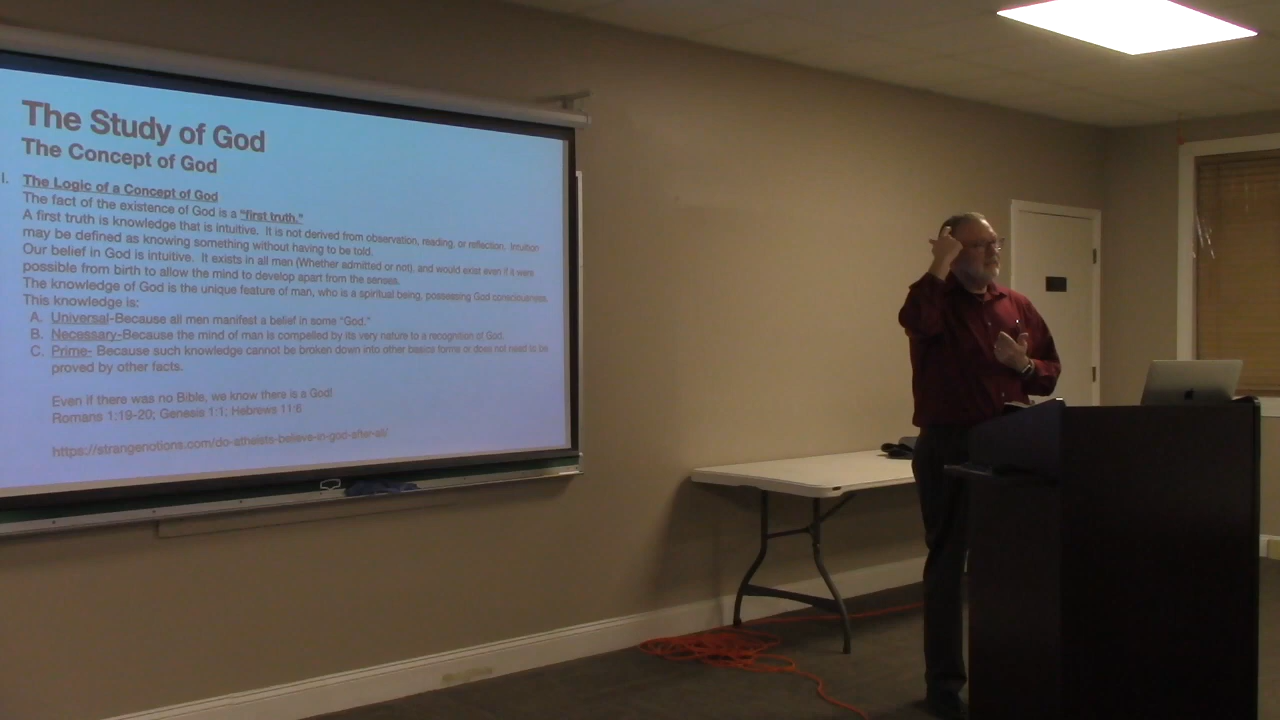 The Study of God
The Concept of God
I. The Logic of a Concept of God
The fact of the existence of God is a "first truth."
A first truth is knowledge that is intuitive. It is not derived from observation, reading, or reflection. Intuition
may be defined as knowing something without having to be told.
Our belief in God is intuitive. It exists in all man (Whether admitted or not), and would exist even if it were
possible from birth to allow the mind to develop apart from the senses.
The knowledge of God is the unique feature of man, who is a spiritual being, possessing God consciousness.
This knowledge is:
A. Universal-Because all men manifest a belief in some "God."
B. Necessary-Because the mind of man is compelled by its very nature to a recognition of God.
C. Prime- Because such knowledge cannot be broken down into other basics forms or does not need to be
proved by other facts.
Even if there was no Bible, we know there is a God!
Romans 1:19-20; Genesis 1:1; Hebrews 11:6
https://strangenotions.com/do-atheists-believe-in-god-after-all/